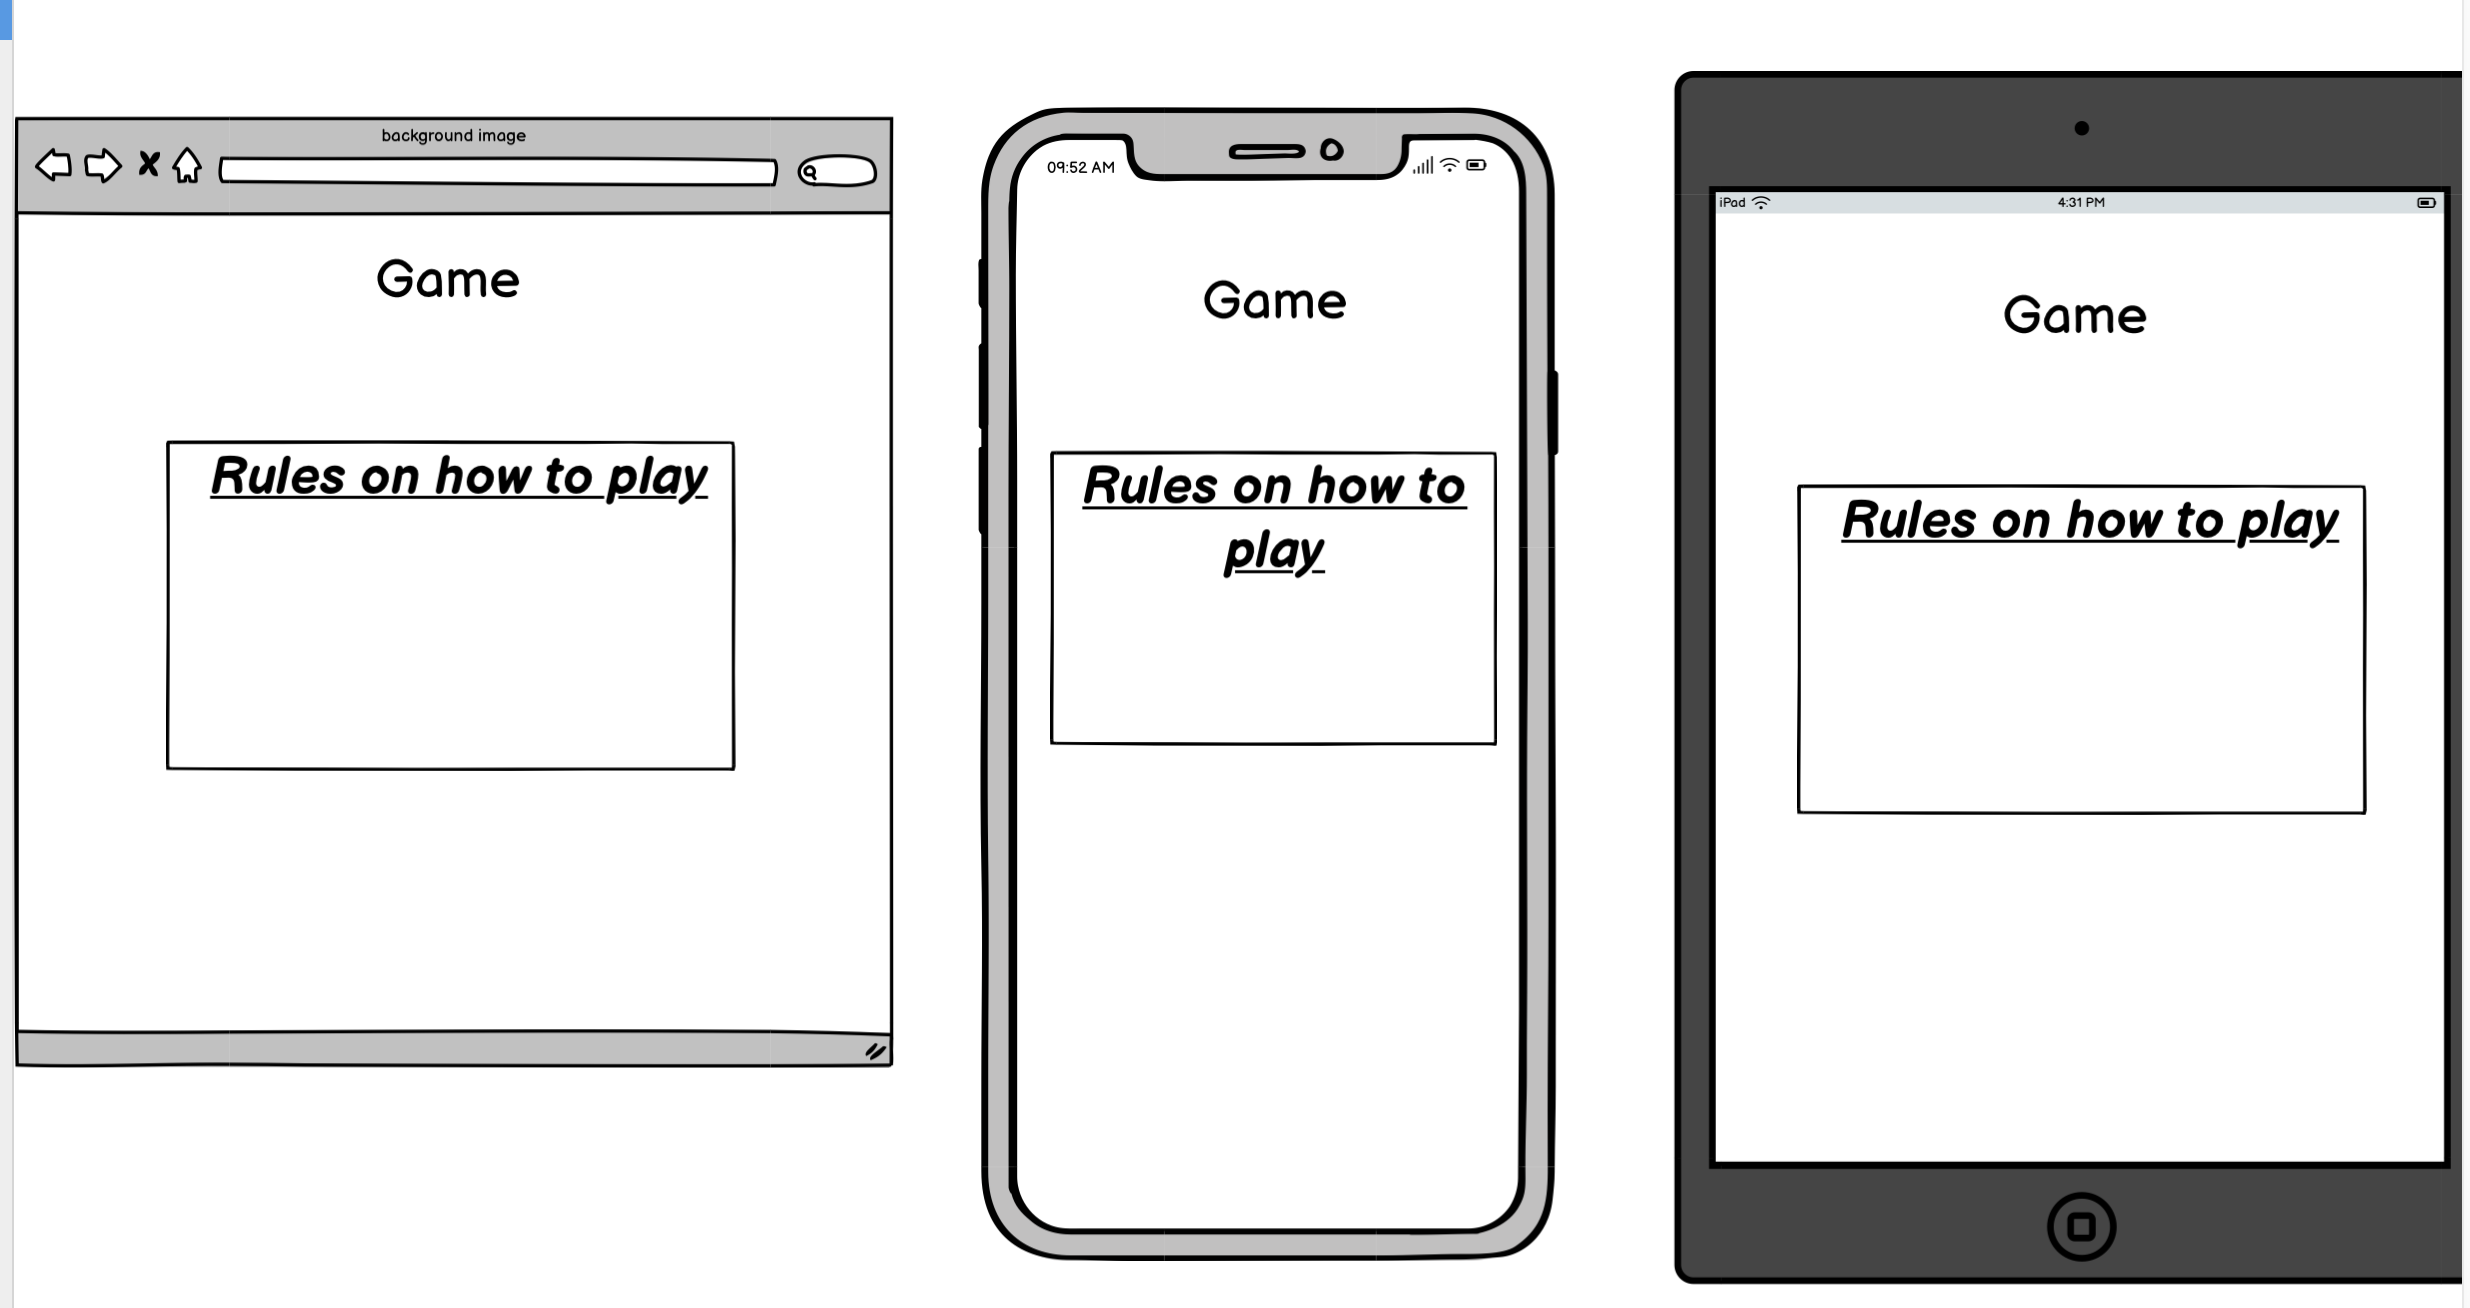 background image
Game
Rules on how to play
09:52 AM
Game
Rules on how to
play
iPad
4:31 PM
Game
Rules on how to play